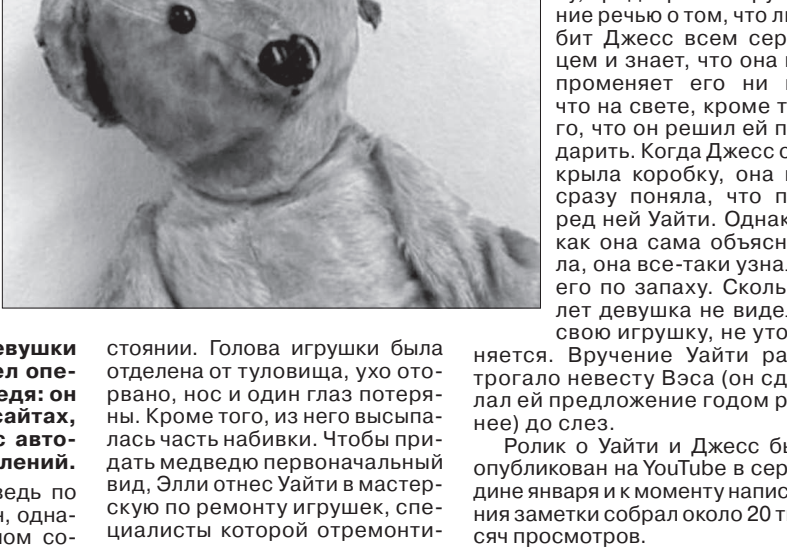 евушки
ел опе-
едя: он
сайтах,
с авто-
лений.
ведь по
н, одна-
ном со-
стоянии. Голова игрушки была
отделена от туловища, ухо ото-
рвано, нос и один глаз потеря-
ны. Кроме того, из него высыпа-
лась часть набивки. Чтобы при-
дать медведю первоначальный
вид, Элли отнес Уайти в мастер-
скую по ремонту игрушек, спе-
циалисты которой отремонти-
ние речью о том, что л
бит Джесс всем сер
цем и знает, что она
променяет его ни
что на свете, кроме т
го, что он решил ей п
дарить. Когда Джесс о
крыла коробку, она
сразу поняла, что п
ред ней Уайти. Однак
как она сама объясн
ла, она все-таки узна
его по запаху. Сколь
лет девушка не виде
свою игрушку, не уто
няется. Вручение Уайти ра
трогало невесту Вэса (он сд
лал ей предложение годом р
нее) до слез.
Ролик о Уайти и Джесс бы
опубликован на YouTube в сер
дине января и к моменту напис
ния заметки собрал около 20 т
сяч просмотров.